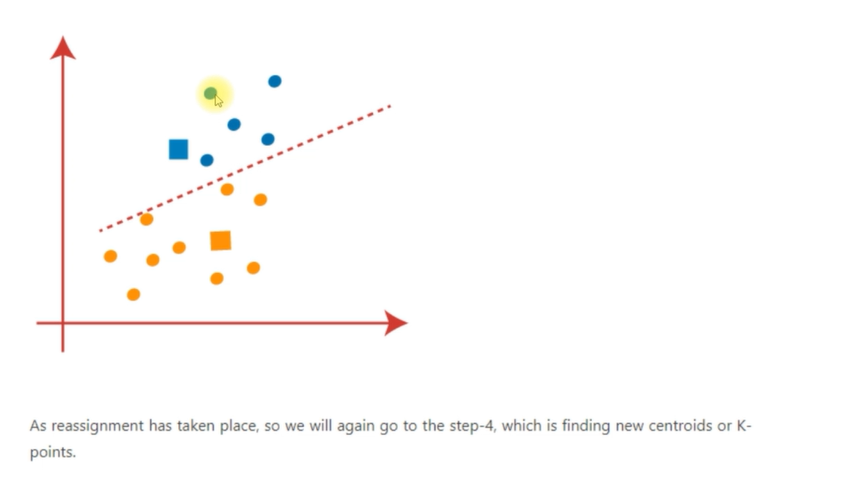 As reassignment has taken place, so we will again go to the step-4, which is finding new centroids or K-
points.